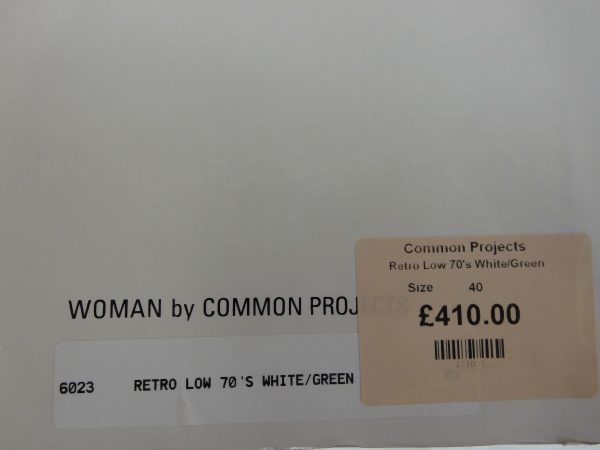 Common Projects
Retro Low 70's White/Green
Size 40
£410.00
WOMAN by COMMON PROJECTS
6023 RETRO LOW 70'S WHITE/GREEN